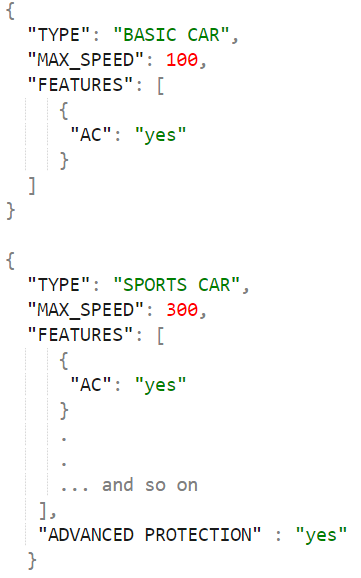 {
"TYPE": "BASIC CAR",
"MAX_SPEED": 100,
"FEATURES": [
{
"AC": "yes"
}
]
}
{
"TYPE": "SPORTS CAR",
"MAX_SPEED": 300,
"FEATURES": [
{
"AC": "yes"
}
.
.
... and so on
],
"ADVANCED PROTECTION" : "yes"
}